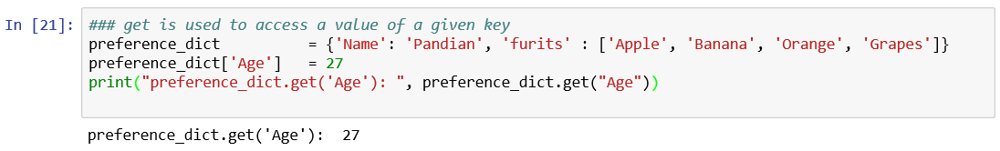 In [21]: ### get is used to access a value of a given key
preference_dict         = {'Name': 'Pandian', 'furits' : ['Apple', 'Banana', 'Orange', 'Grapes']}
preference_dict['Age']   = 27
print("preference_dict.get('Age'): ", preference_dict.get("Age"))
preference_dict.get('Age'):  27